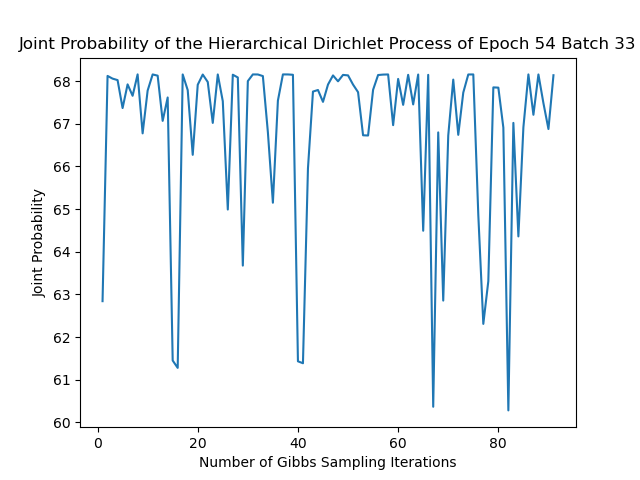 Joint Probability of the Hierarchical Dirichlet Process of Epoch 54 Batch 33
68
67
66
65
64
63
62
61
60
Joint Probability
0 20 40 60 80
Number of Gibbs Sampling Iterations